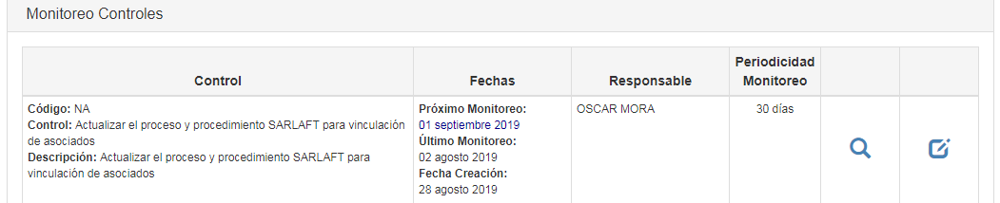 Monitoreo Controles
Control
Fechas
Responsable
Periodicidad
Monitoreo
Código: NA
Control: Actualizar el proceso y procedimiento SARLAFT para vinculación
de asociados
Descripción: Actualizar el proceso y procedimiento SARLAFT para
vinculación de asociados
Próximo Monitoreo:
01 septiembre 2019
Último Monitoreo:
02 agosto 2019
Fecha Creación:
28 agosto 2019
OSCAR MORA
30 días